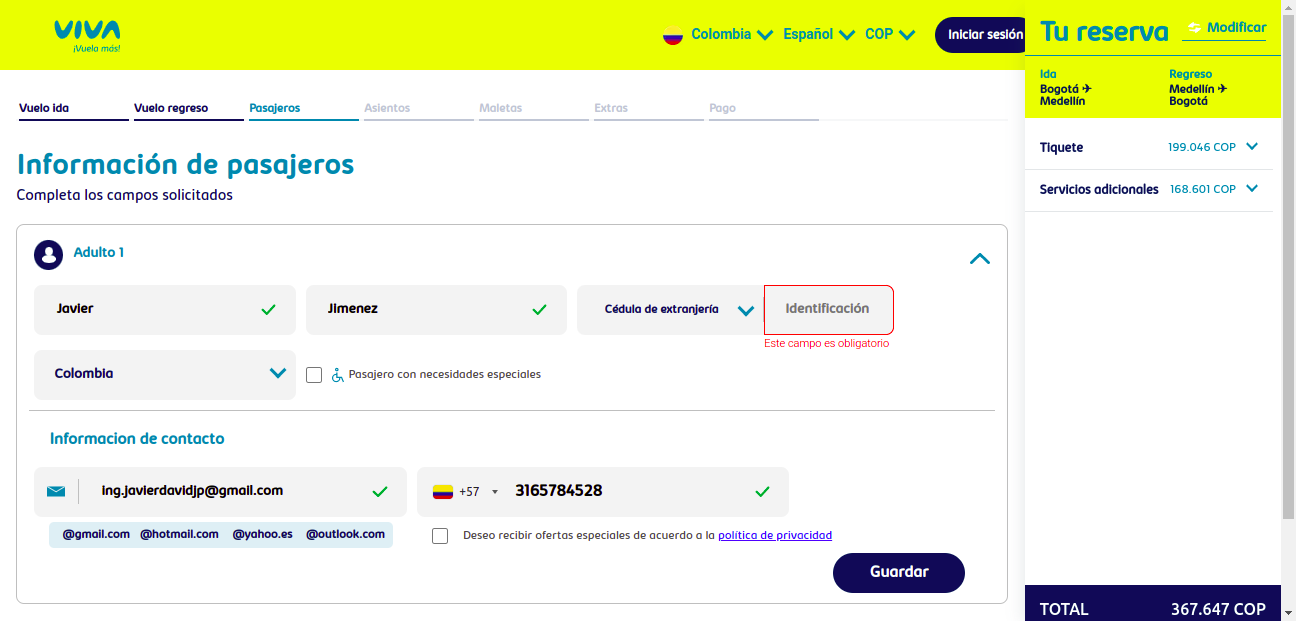 VIVA
¡Vuela más!
Colombia Español COP Iniciar sesión
Tu reserva Modificar
Ida Regreso
Bogotá ✈ Medellín ✈
Medellín Bogotá
Tiquete 199.046 COP
Servicios adicionales 168.601 COP
Vuelo ida Vuelo regreso Pasajeros Asientos Maletas Extras Pago
Información de pasajeros
Completa los campos solicitados
Adulto 1
Javier Jimenez Cédula de extranjería Identificación
Este campo es obligatorio
Colombia Pasajero con necesidades especiales
Informacion de contacto
ing.javierdavidjp@gmail.com +57 3165784528
@gmail.com @hotmail.com @yahoo.es @outlook.com
Deseo recibir ofertas especiales de acuerdo a la política de privacidad
Guardar
TOTAL 367.647 COP